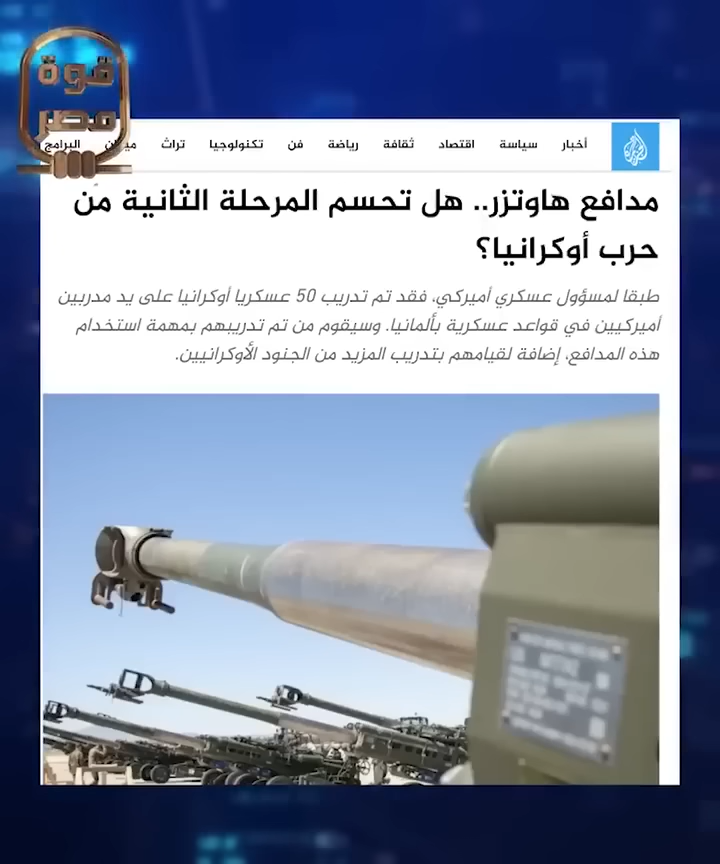 قوة
مصر
أخبار سياسة اقتصاد ثقافة رياضة فن تكنولوجيا تراث البرامج
مدافع هاوتزر.. هل تحسم المرحلة الثانية من
حرب أوكرانيا؟
طبقا لمسؤول عسكري أميركي، فقد تم تدريب 50 عسكريا أوكرانيا على يد مدربين
أميركيين في قواعد عسكرية بألمانيا. وسيقوم من تم تدريبهم بمهمة استخدام
هذه المدافع، إضافة لقيامهم بتدريب المزيد من الجنود الأوكرانيين.